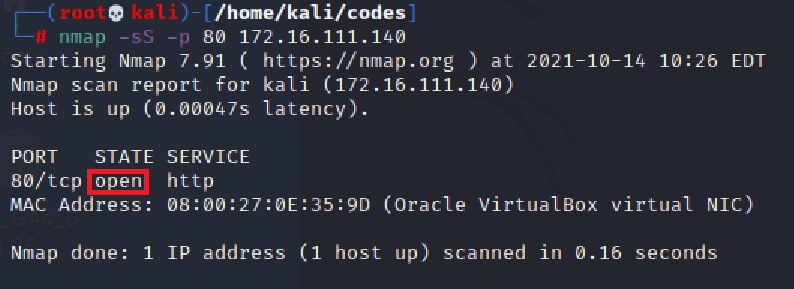 (root💀kali)-[/home/kali/codes]
# nmap -sS -p 80 172.16.111.140
Starting Nmap 7.91 ( https://nmap.org ) at 2021-10-14 10:26 EDT
Nmap scan report for kali (172.16.111.140)
Host is up (0.00047s latency).
PORT   STATE SERVICE
80/tcp open  http
MAC Address: 08:00:27:0E:35:9D (Oracle VirtualBox virtual NIC)
Nmap done: 1 IP address (1 host up) scanned in 0.16 seconds